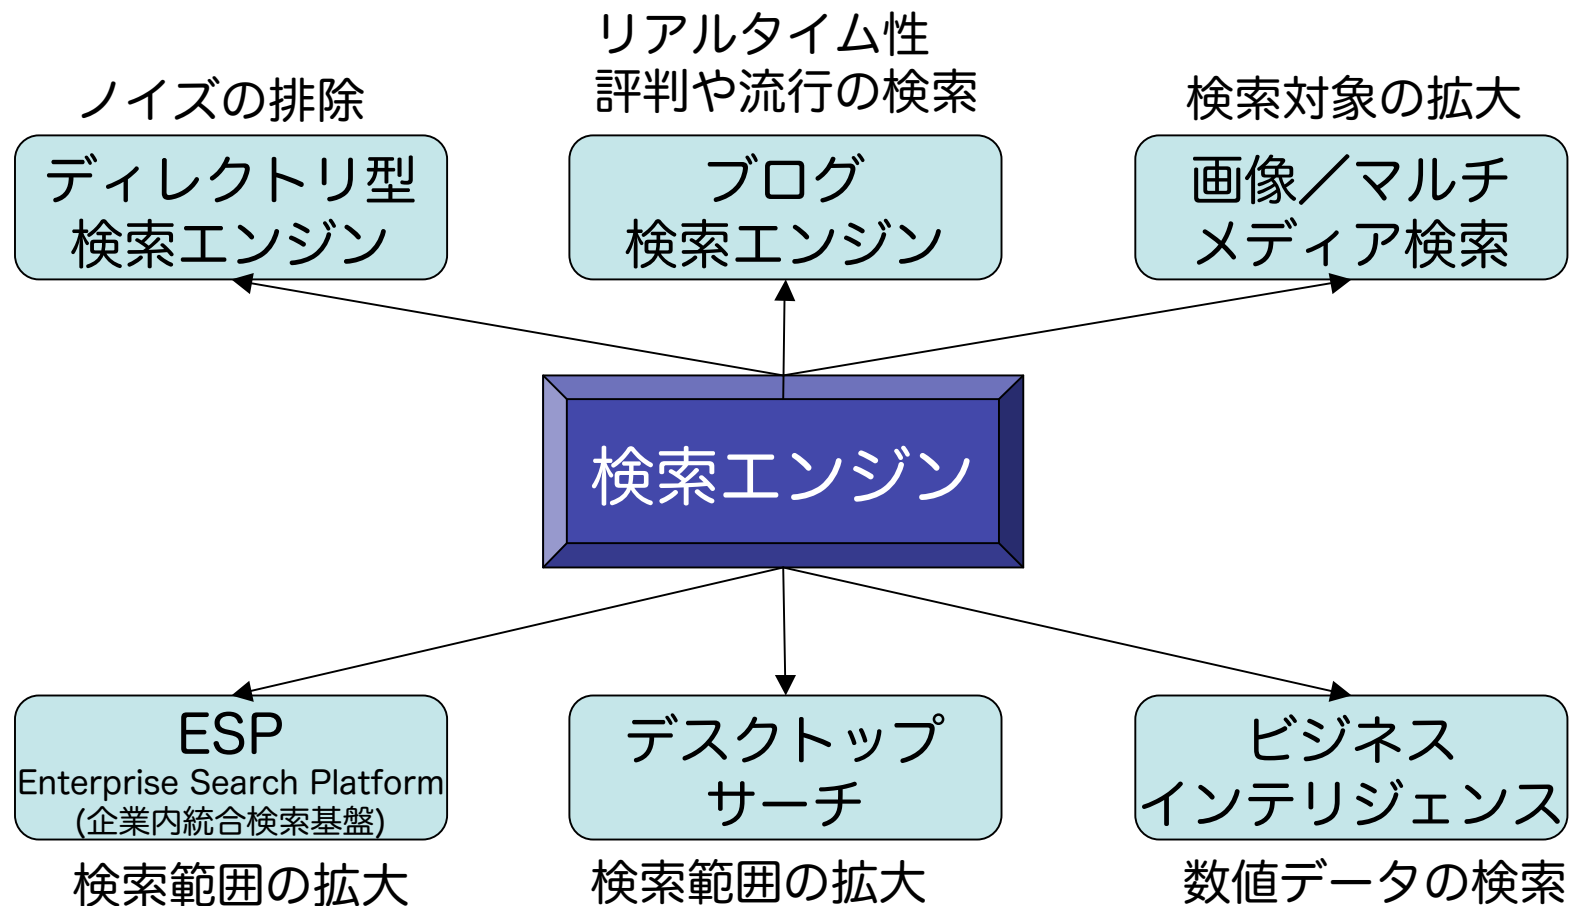 ノイズの排除
ディレクトリ型
検索エンジン
リアルタイム性
評判や流行の検索
ブログ
検索エンジン
検索対象の拡大
画像／マルチ
メディア検索
検索エンジン
ESP
Enterprise Search Platform
(企業内統合検索基盤)
検索範囲の拡大
デスクトップ
サーチ
検索範囲の拡大
ビジネス
インテリジェンス
数値データの検索